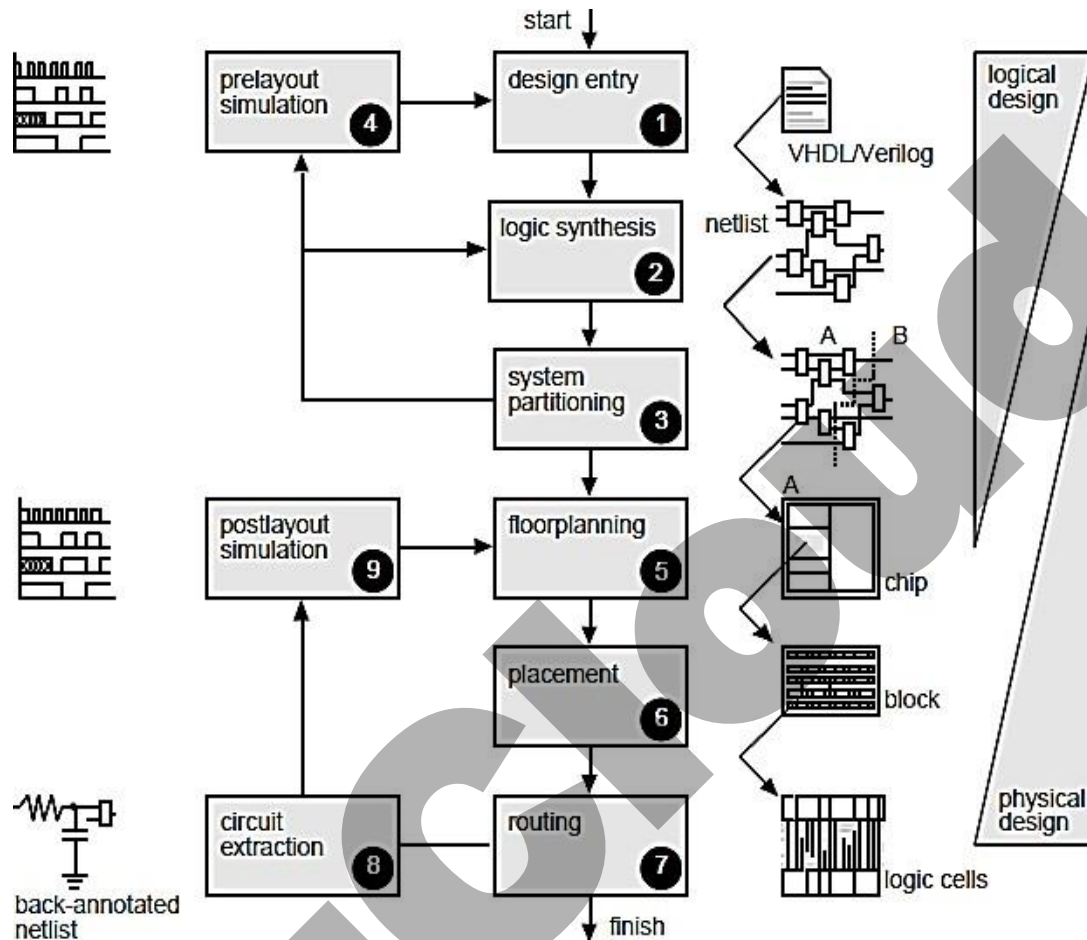 start
prelayout
simulation
4
design entry
1
VHDL/Verilog
logical
design
logic synthesis
2
netlist
system
partitioning
3
A
B
postlayout
simulation
9
floorplanning
5
A
chip
placement
6
block
circuit
extraction
8
routing
7
logic cells
physical
design
back-annotated
netlist
finish
cloud